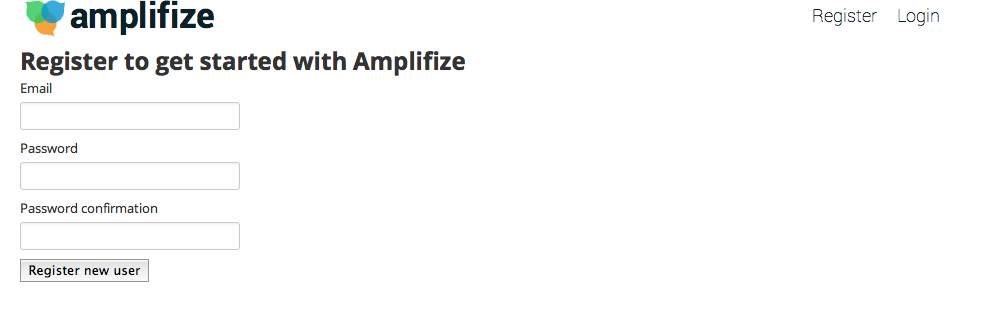 amplifize
Register Login
Register to get started with Amplifize
Email
Password
Password confirmation
Register new user